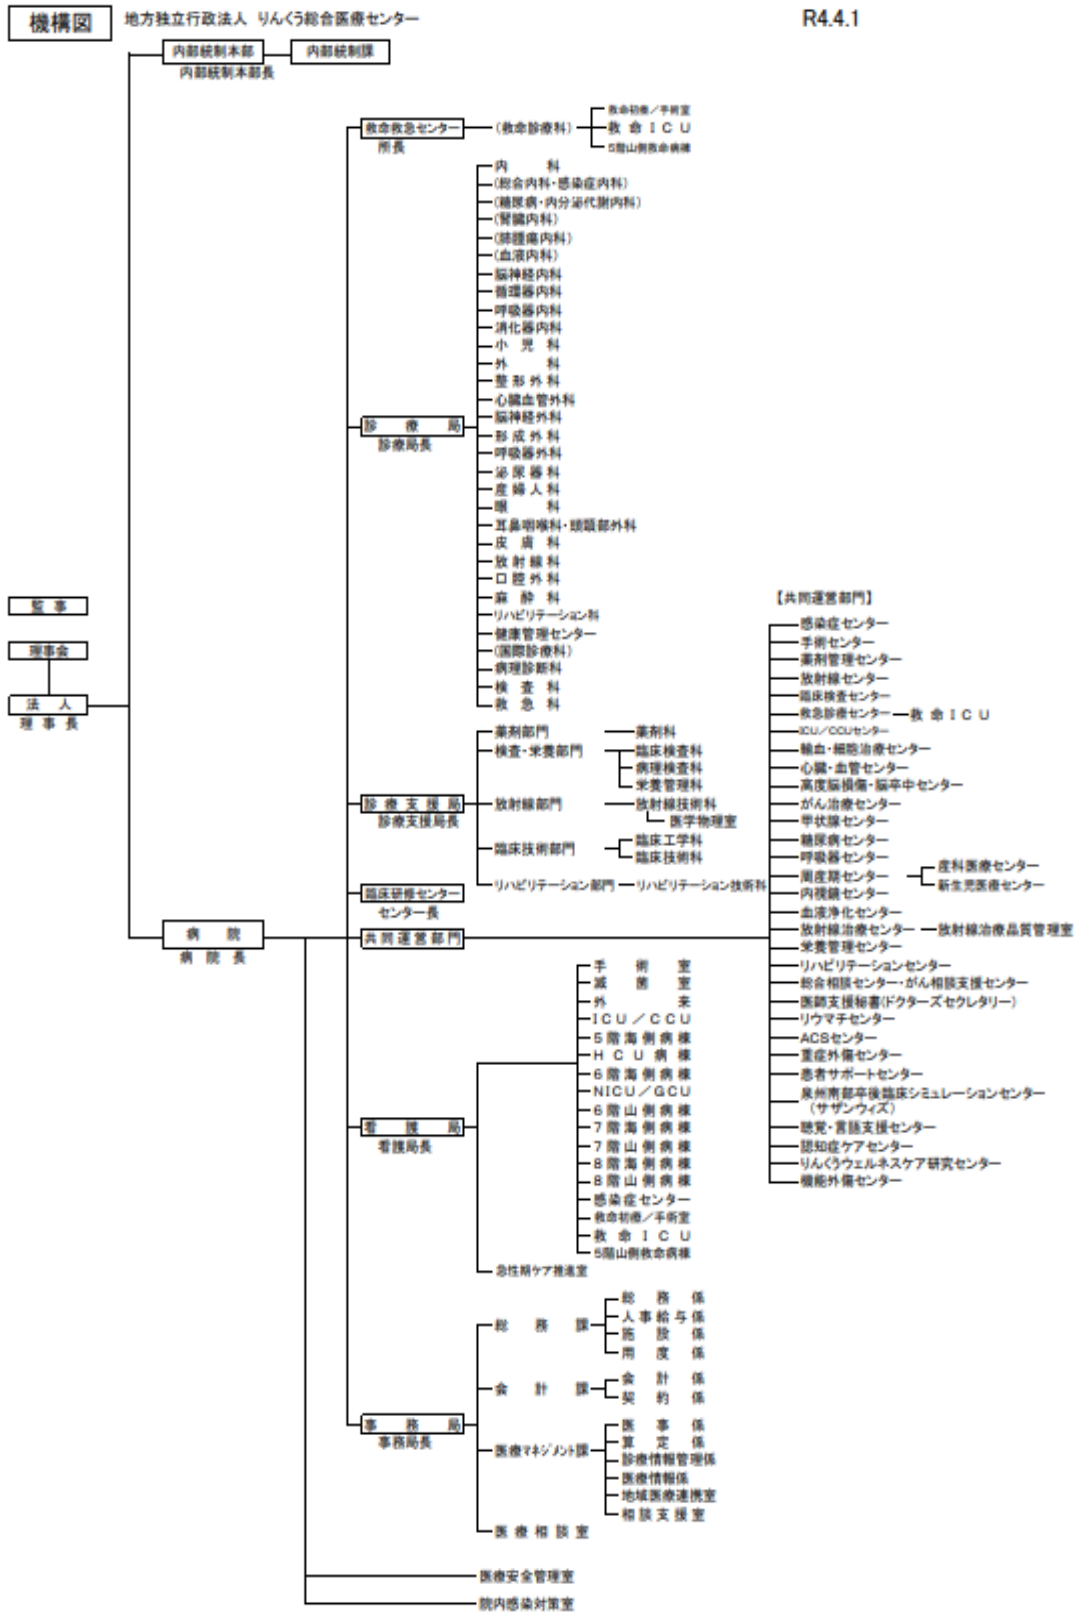 機構図
地方独立行政法人 りんくう総合医療センター
R4.4.1
内部統制本部
内部統制課
内部統制本部長
救命救急センター
所長
(救命診療科)
救命初療／手術室
救命ICU
5階山側救命病棟
内科
(総合内科・感染症内科)
(糖尿病・内分泌代謝内科)
(腎臓内科)
(肺腫瘍内科)
(血液内科)
脳神経内科
循環器内科
呼吸器内科
消化器内科
小児科
外科
整形外科
心臓血管外科
脳神経外科
形成外科
呼吸器外科
泌尿器科
産婦人科
眼科
耳鼻咽喉科・頭頸部外科
皮膚科
放射線科
口腔外科
麻酔科
リハビリテーション科
健康管理センター
(国際診療科)
病理診断科
検査科
救急科
診療局
診療局長
監事
理事会
法人
理事長
薬剤部門
薬剤科
検査・栄養部門
臨床検査科
病理検査科
栄養管理科
診療支援局
診療支援局長
放射線部門
放射線技術科
医学物理室
臨床技術部門
臨床工学科
臨床技術科
リハビリテーション部門
リハビリテーション技術科
臨床研修センター
センター長
病院
病院長
共同運営部門
【共同運営部門】
感染症センター
手術センター
薬剤管理センター
放射線センター
臨床検査センター
救急診療センター
救命ICU
ICU／CCUセンター
輸血・細胞治療センター
心臓・血管センター
高度脳損傷・脳卒中センター
がん治療センター
甲状腺センター
糖尿病センター
呼吸器センター
周産期センター
産科医療センター
新生児医療センター
内視鏡センター
血液浄化センター
放射線治療センター
放射線治療品質管理室
栄養管理センター
リハビリテーションセンター
総合相談センター・がん相談支援センター
医師支援秘書(ドクターズセクレタリー)
リウマチセンター
ACSセンター
重症外傷センター
患者サポートセンター
泉州南部卒後臨床シミュレーションセンター
(サザンウィズ)
聴覚・言語支援センター
認知症ケアセンター
りんくうウェルネスケア研究センター
機能外傷センター
手術室
滅菌室
外来
ICU／CCU
5階海側病棟
HCU病棟
6階海側病棟
NICU／GCU
6階山側病棟
7階海側病棟
7階山側病棟
8階海側病棟
8階山側病棟
感染症センター
救命初療／手術室
救命ICU
5階山側救命病棟
看護局
看護局長
急性期ケア推進室
総務課
総務係
人事給与係
施設係
用度係
会計課
会計係
契約係
事務局
事務局長
医療マネジメント課
医事係
算定係
診療情報管理係
医療情報係
地域医療連携室
相談支援室
医療相談室
医療安全管理室
院内感染対策室